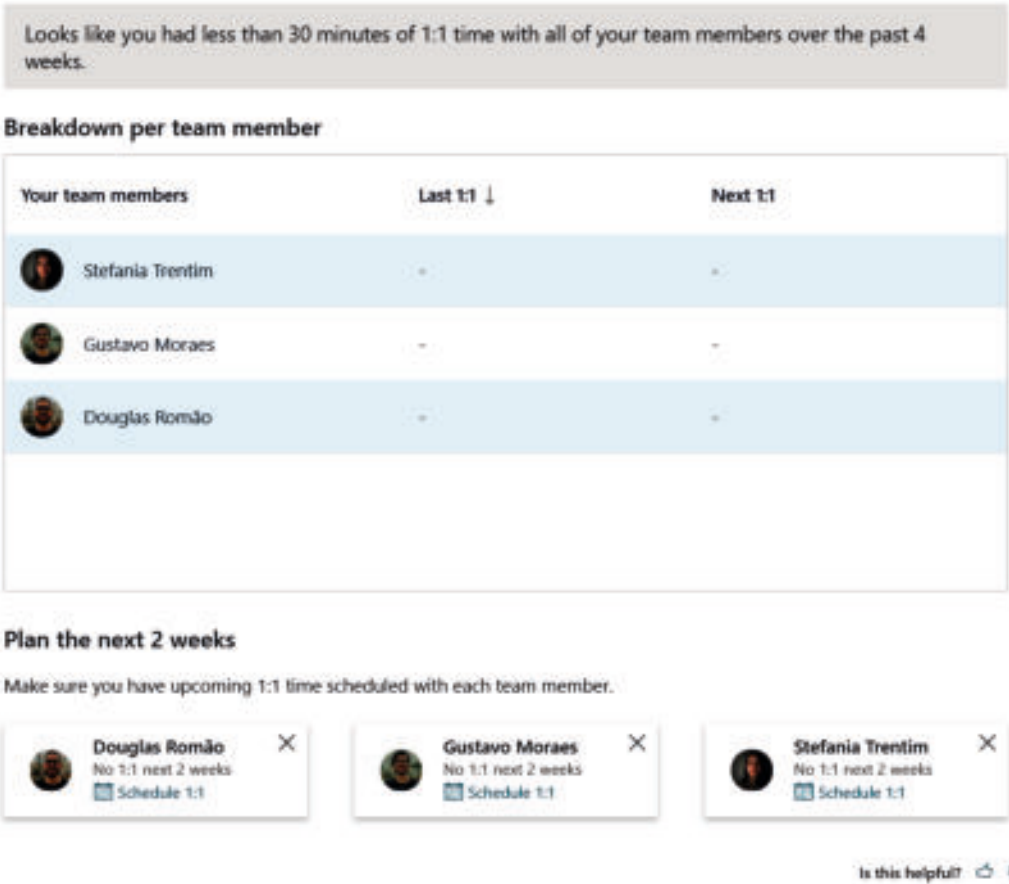 Looks like you had less than 30 minutes of 1:1 time with all of your team members over the past 4
weeks.
Breakdown per team member
Your team members Last 1:1 ↓ Next 1:1
Stefania Trentim - -
Gustavo Moraes - -
Douglas Romão - -
Plan the next 2 weeks
Make sure you have upcoming 1:1 time scheduled with each team member.
Douglas Romão
No 1:1 next 2 weeks
Schedule 1:1
Gustavo Moraes
No 1:1 next 2 weeks
Schedule 1:1
Stefania Trentim
No 1:1 next 2 weeks
Schedule 1:1
Is this helpful?